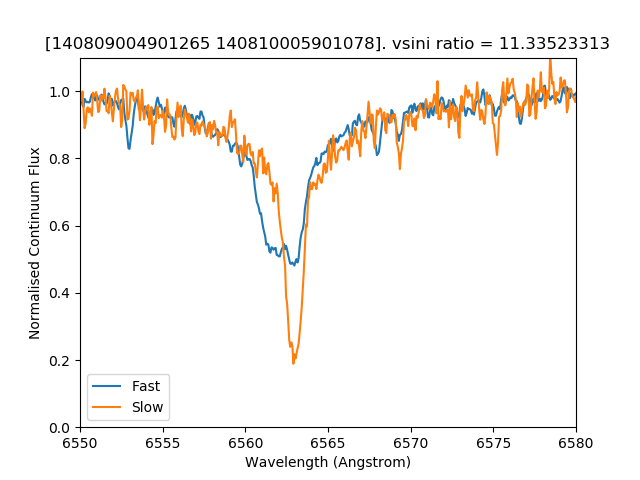 [140809004901265 140810005901078]. vsini ratio = 11.33523313
1.0
0.8
0.6
0.4
0.2
0.0
Normalised Continuum Flux
Fast
Slow
6550 6555 6560 6565 6570 6575 6580
Wavelength (Angstrom)